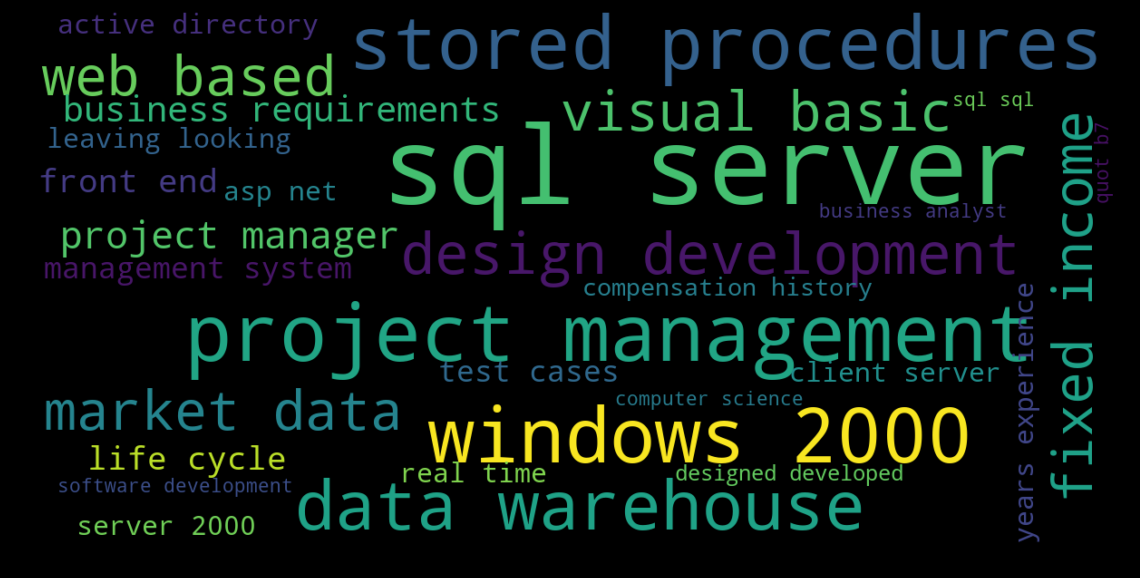 active directory
stored procedures
web based
business requirements
visual basic
sql sql
leaving looking
sql server
fixed income
quot b7
front end
asp net
business analyst
project manager
design development
management system
compensation history
years experience
project management
test cases
client server
market data
computer science
windows 2000
life cycle
real time
designed developed
software development
data warehouse
server 2000